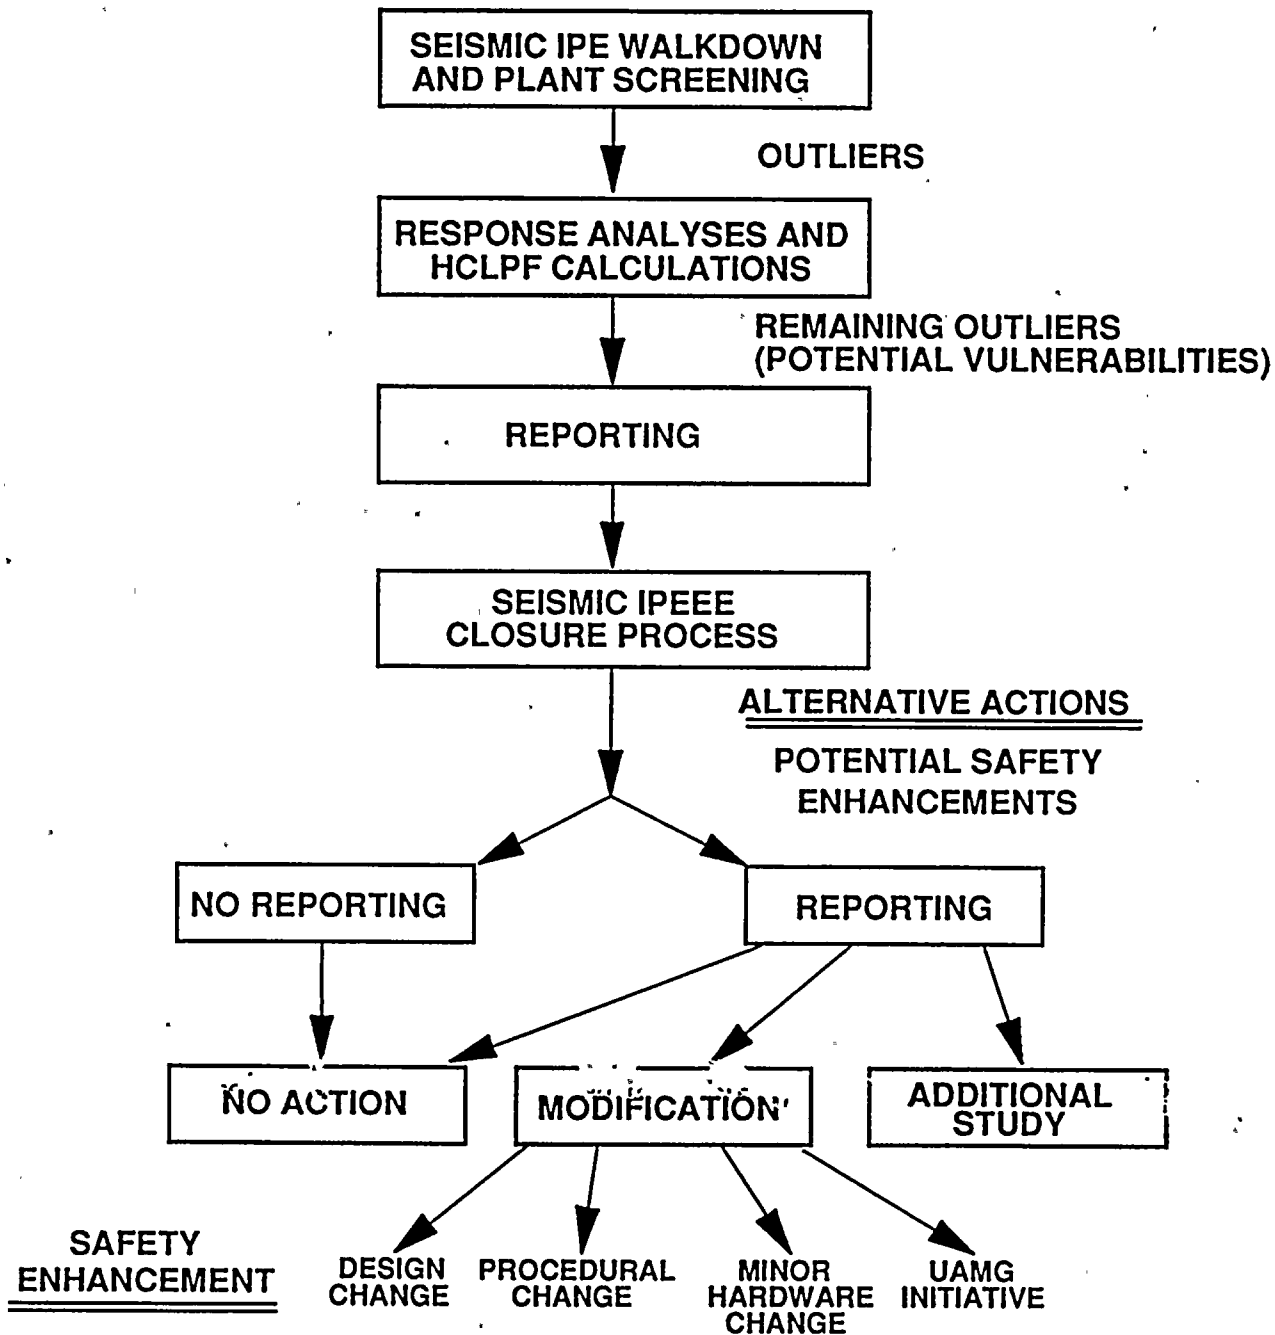 SEISMIC IPE WALKDOWN
AND PLANT SCREENING
OUTLIERS
RESPONSE ANALYSES AND
HCLPF CALCULATIONS
REMAINING OUTLIERS
(POTENTIAL VULNERABILITIES)
REPORTING
SEISMIC IPEEE
CLOSURE PROCESS
ALTERNATIVE ACTIONS
POTENTIAL SAFETY
ENHANCEMENTS
NO REPORTING
REPORTING
NO ACTION
MODIFICATION
ADDITIONAL
STUDY
SAFETY
ENHANCEMENT
DESIGN
CHANGE
PROCEDURAL
CHANGE
MINOR
HARDWARE
CHANGE
UAMG
INITIATIVE